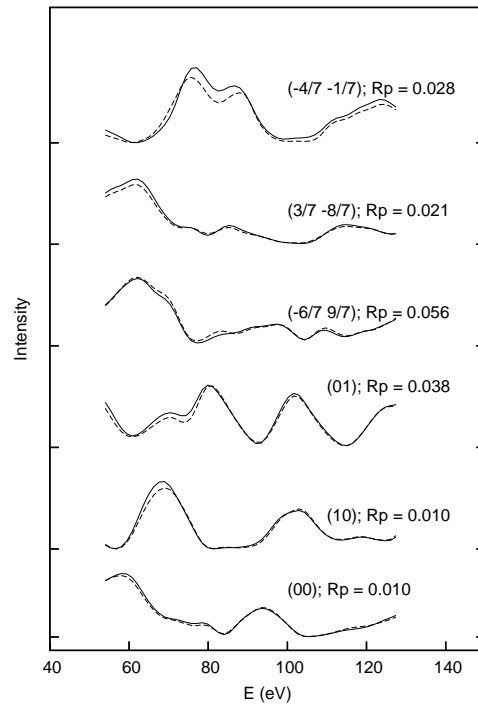 (-4/7 -1/7); Rp = 0.028
(3/7 -8/7); Rp = 0.021
(-6/7 9/7); Rp = 0.056
(01); Rp = 0.038
(10); Rp = 0.010
(00); Rp = 0.010
Intensity
40 60 80 100 120 140
E (eV)